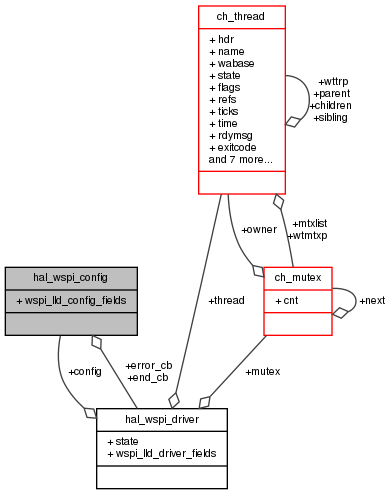 ch_thread
+ hdr
+ name
+ wabase
+ state
+ flags
+ refs
+ ticks
+ time
+ rdymsg
+ exitcode
and 7 more...
+wttrp
+parent
+children
+sibling
+owner
+mtxlist
+wtmtxp
hal_wspi_config
+ wspi_lld_config_fields
ch_mutex
+ cnt
+next
+thread
+config
+error_cb
+end_cb
+mutex
hal_wspi_driver
+ state
+ wspi_lld_driver_fields